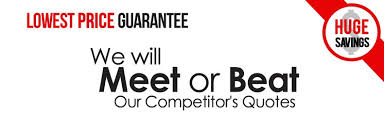 LOWEST PRICE GUARANTEE
HUGE
SAVINGS
We will
Meet or Beat
Our Competitor's Quotes